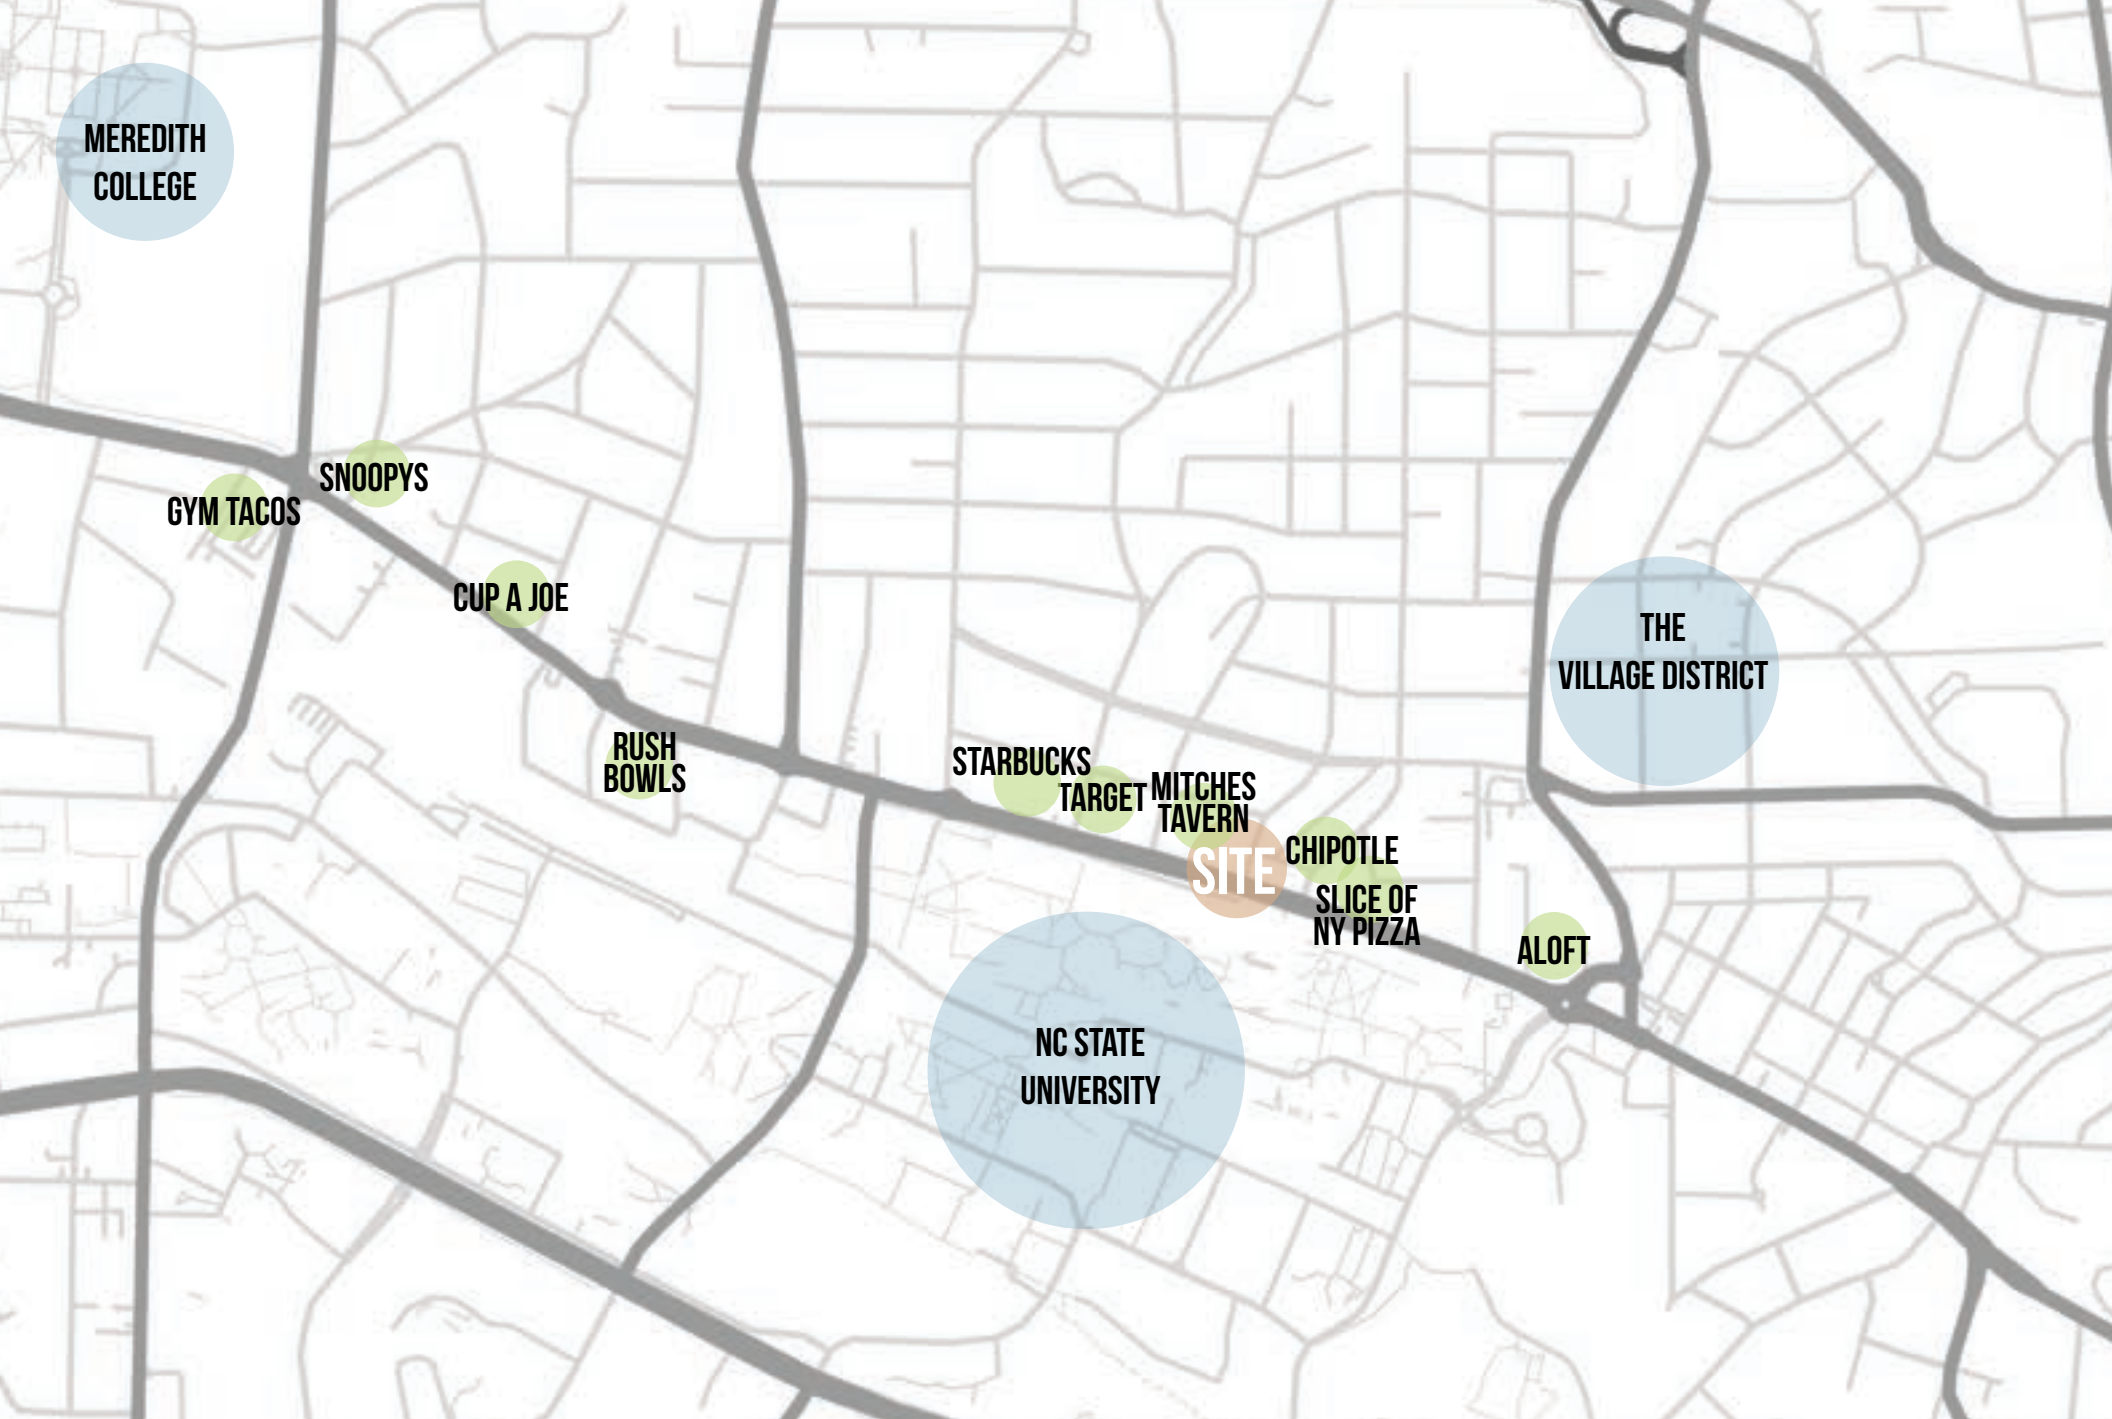 MEREDITH
COLLEGE
SNOOPYS
GYM TACOS
CUP A JOE
THE
VILLAGE DISTRICT
RUSH
BOWLS
STARBUCKS
TARGET
MITCHES
TAVERN
SITE
CHIPOTLE
SLICE OF
NY PIZZA
ALOFT
NC STATE
UNIVERSITY